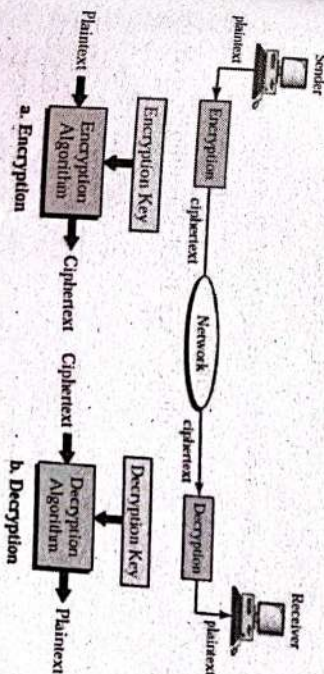 Sender
Receiver
plaintext
Encryption
ciphertext
Network
ciphertext
Decryption
plaintext
Encryption Key
Plaintext
Encryption
Algorithm
Ciphertext
a. Encryption
Decryption Key
Ciphertext
Decryption
Algorithm
Plaintext
b. Decryption